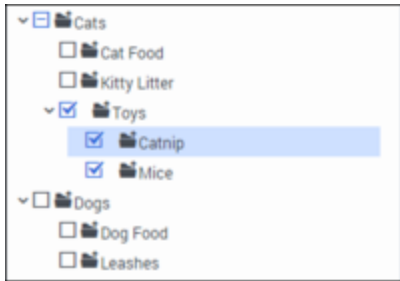 Cats
Cat Food
Kitty Litter
Toys
Catnip
Mice
Dogs
Dog Food
Leashes